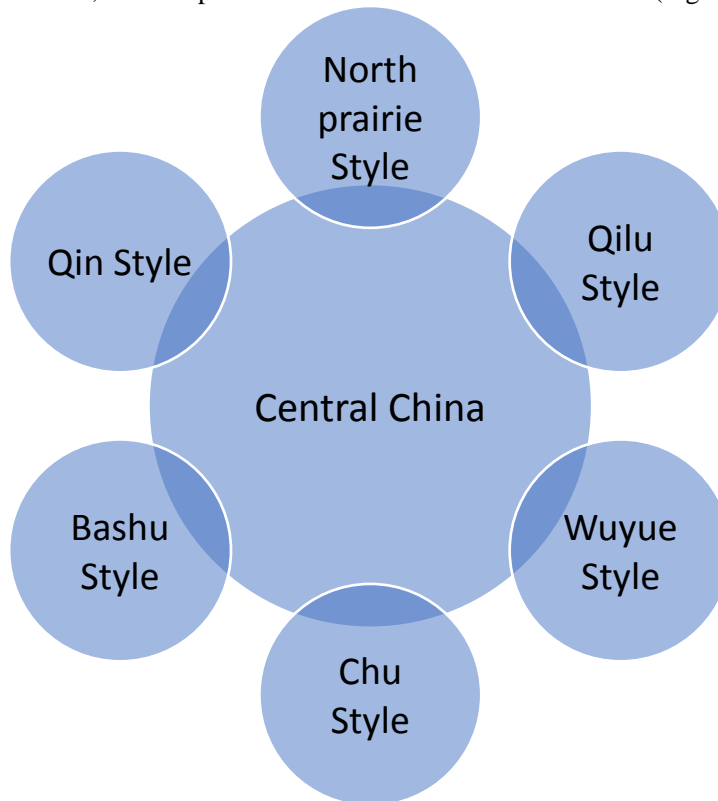 North
prairie
Style
Qin Style
Qilu
Style
Central China
Bashu
Style
Wuyue
Style
Chu
Style